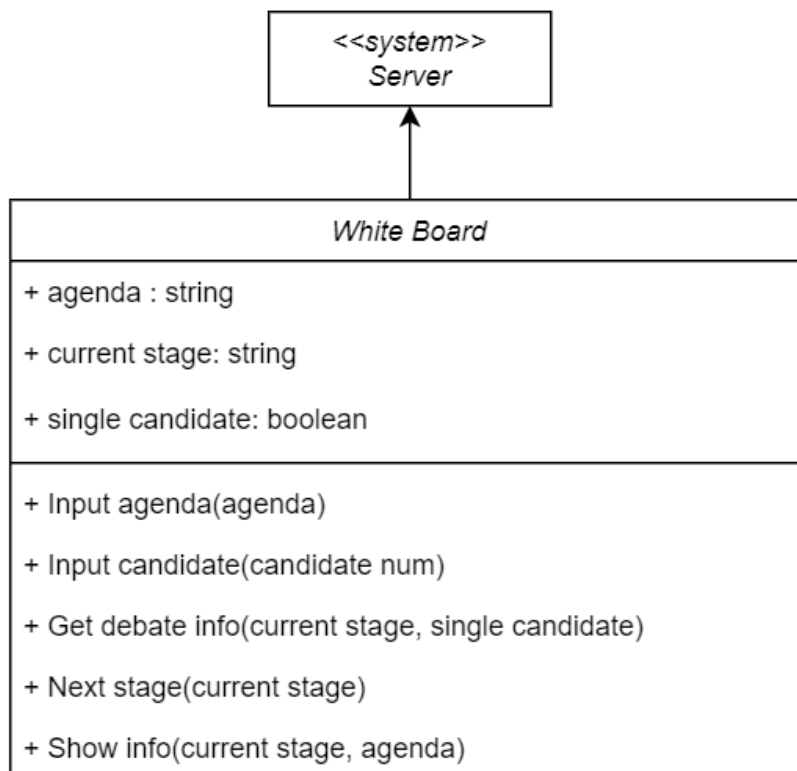 <<system>>
Server
White Board
+ agenda : string
+ current stage: string
+ single candidate: boolean
+ Input agenda(agenda)
+ Input candidate(candidate num)
+ Get debate info(current stage, single candidate)
+ Next stage(current stage)
+ Show info(current stage, agenda)